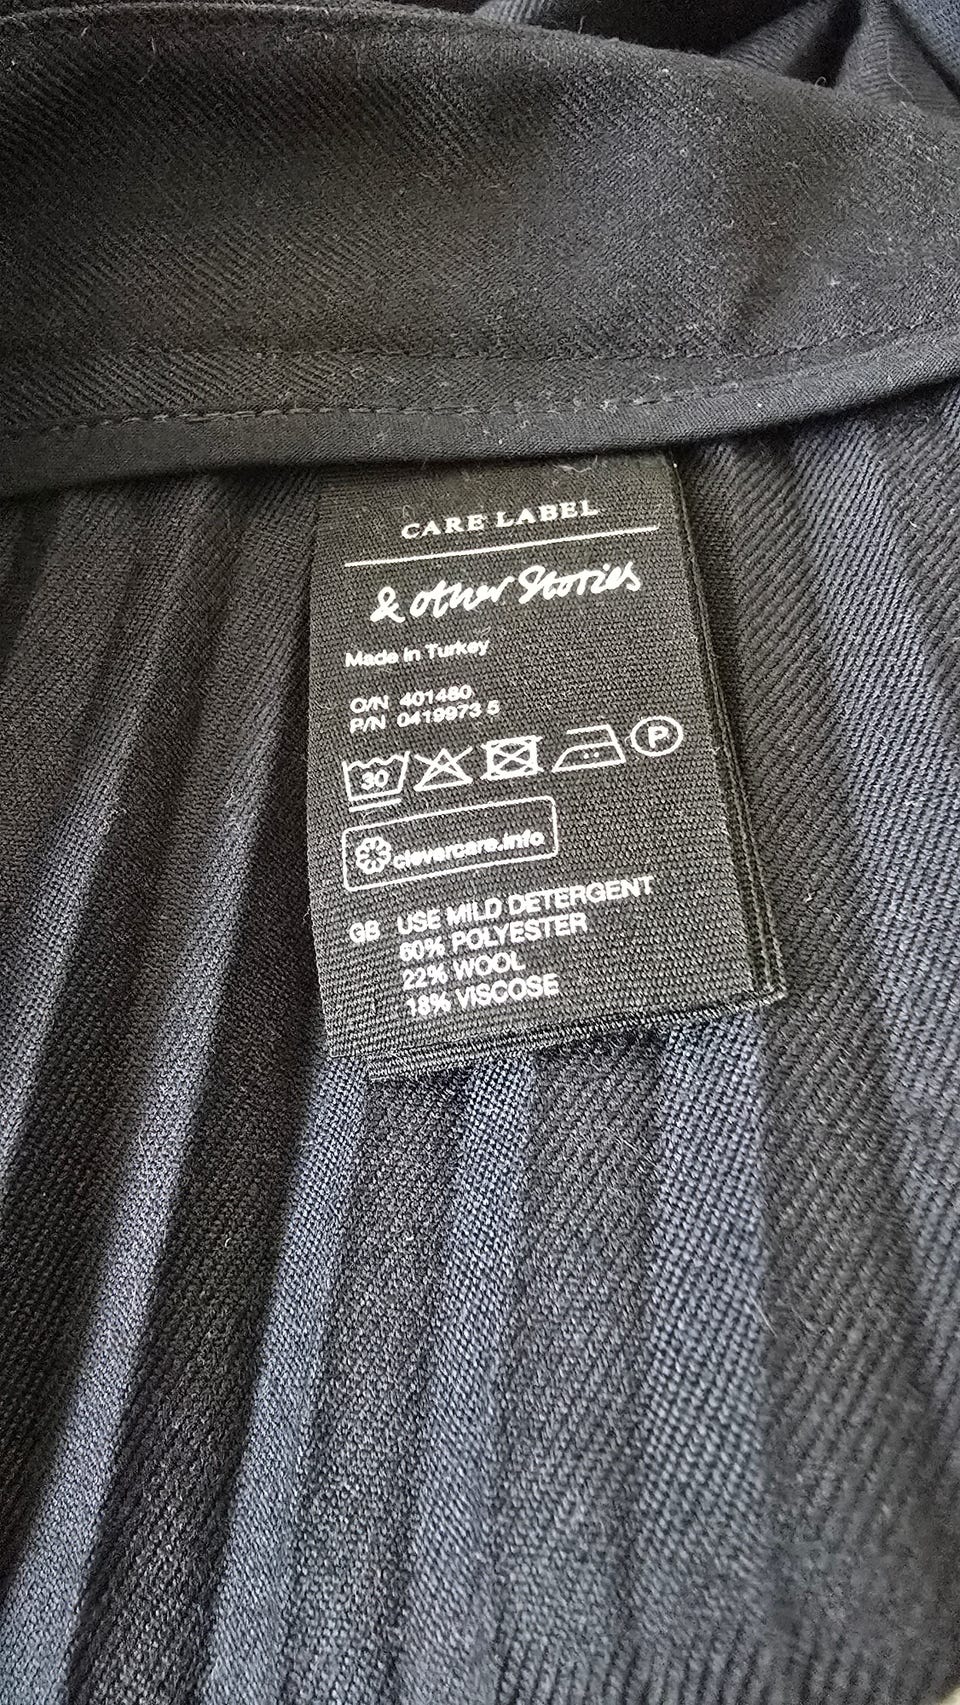 CARE LABEL
& other Stories
Made in Turkey
O/N 401480
P/N 0419973 5
30 P
clevercare.info
GB USE MILD DETERGENT
60% POLYESTER
22% WOOL
18% VISCOSE